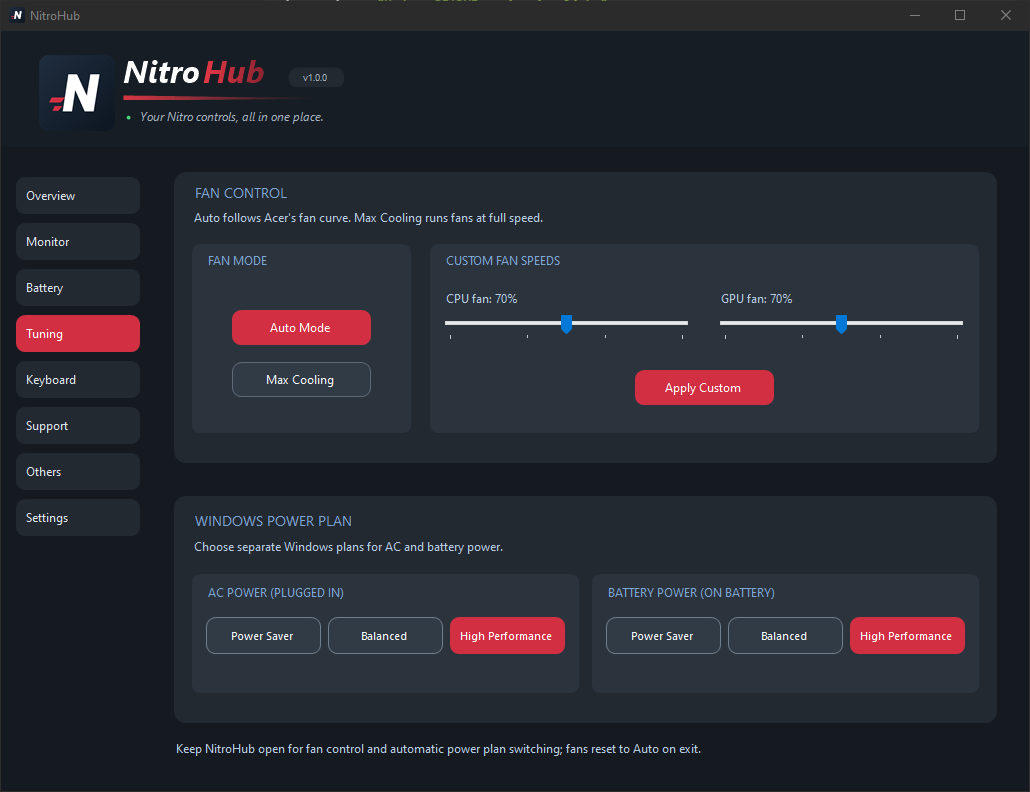 NitroHub
N
NitroHub
v1.0.0
• Your Nitro controls, all in one place.
Overview
Monitor
Battery
Tuning
Keyboard
Support
Others
Settings
FAN CONTROL
Auto follows Acer's fan curve. Max Cooling runs fans at full speed.
FAN MODE
Auto Mode
Max Cooling
CUSTOM FAN SPEEDS
CPU fan: 70%
GPU fan: 70%
Apply Custom
WINDOWS POWER PLAN
Choose separate Windows plans for AC and battery power.
AC POWER (PLUGGED IN)
Power Saver
Balanced
High Performance
BATTERY POWER (ON BATTERY)
Power Saver
Balanced
High Performance
Keep NitroHub open for fan control and automatic power plan switching; fans reset to Auto on exit.